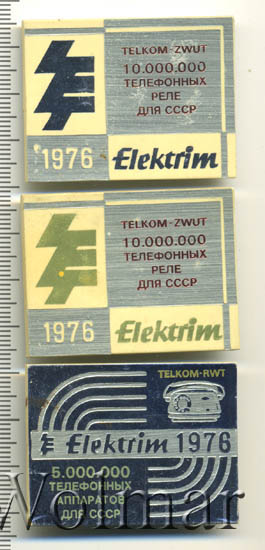 TELKOM-ZWUT
10.000.000
ТЕЛЕФОННЫХ
РЕЛЕ
ДЛЯ СССР
1976 Elektrim
TELKOM-ZWUT
10.000.000
ТЕЛЕФОННЫХ
РЕЛЕ
ДЛЯ СССР
1976 Elektrim
TELKOM-RWT
Elektrim 1976
5.000.000
ТЕЛЕФОННЫХ
АППАРАТОВ
ДЛЯ СССР
Wolmar